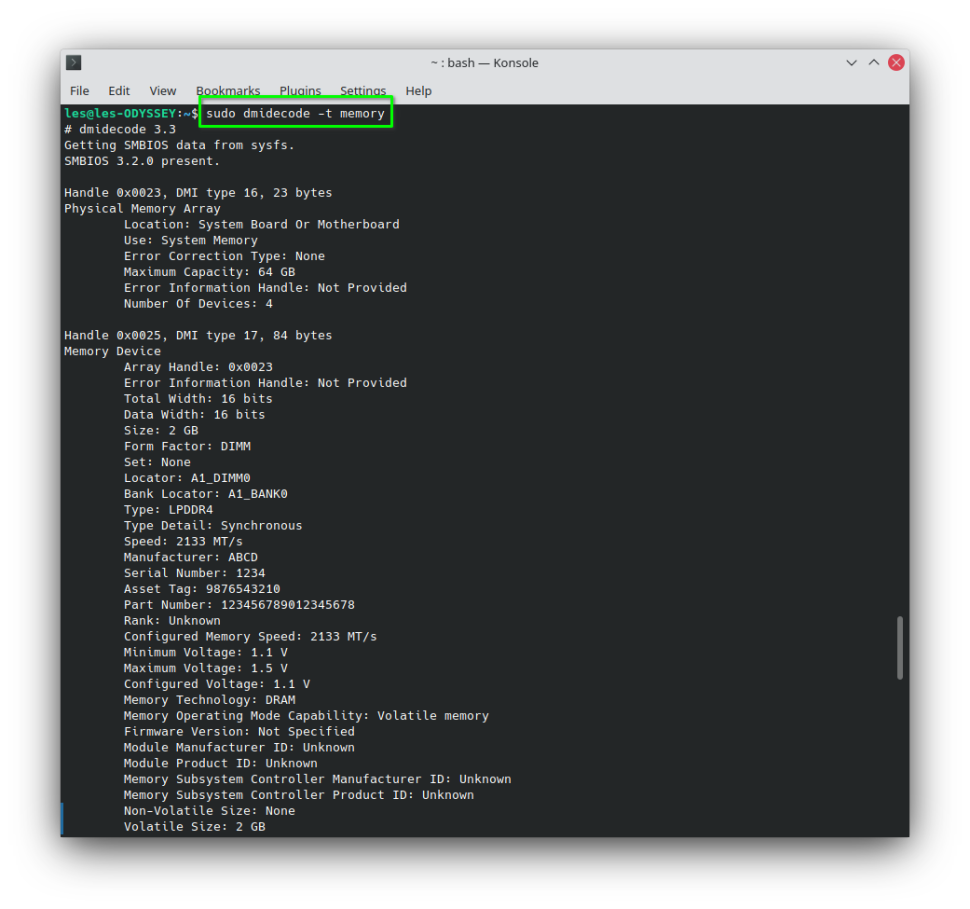 ~ : bash — Konsole
File Edit View Bookmarks Plugins Settings Help
les@les-ODYSSEY:~$ sudo dmidecode -t memory
# dmidecode 3.3
Getting SMBIOS data from sysfs.
SMBIOS 3.2.0 present.
Handle 0x0023, DMI type 16, 23 bytes
Physical Memory Array
Location: System Board Or Motherboard
Use: System Memory
Error Correction Type: None
Maximum Capacity: 64 GB
Error Information Handle: Not Provided
Number Of Devices: 4
Handle 0x0025, DMI type 17, 84 bytes
Memory Device
Array Handle: 0x0023
Error Information Handle: Not Provided
Total Width: 16 bits
Data Width: 16 bits
Size: 2 GB
Form Factor: DIMM
Set: None
Locator: A1_DIMM0
Bank Locator: A1_BANK0
Type: LPDDR4
Type Detail: Synchronous
Speed: 2133 MT/s
Manufacturer: ABCD
Serial Number: 1234
Asset Tag: 9876543210
Part Number: 123456789012345678
Rank: Unknown
Configured Memory Speed: 2133 MT/s
Minimum Voltage: 1.1 V
Maximum Voltage: 1.5 V
Configured Voltage: 1.1 V
Memory Technology: DRAM
Memory Operating Mode Capability: Volatile memory
Firmware Version: Not Specified
Module Manufacturer ID: Unknown
Module Product ID: Unknown
Memory Subsystem Controller Manufacturer ID: Unknown
Memory Subsystem Controller Product ID: Unknown
Non-Volatile Size: None
Volatile Size: 2 GB